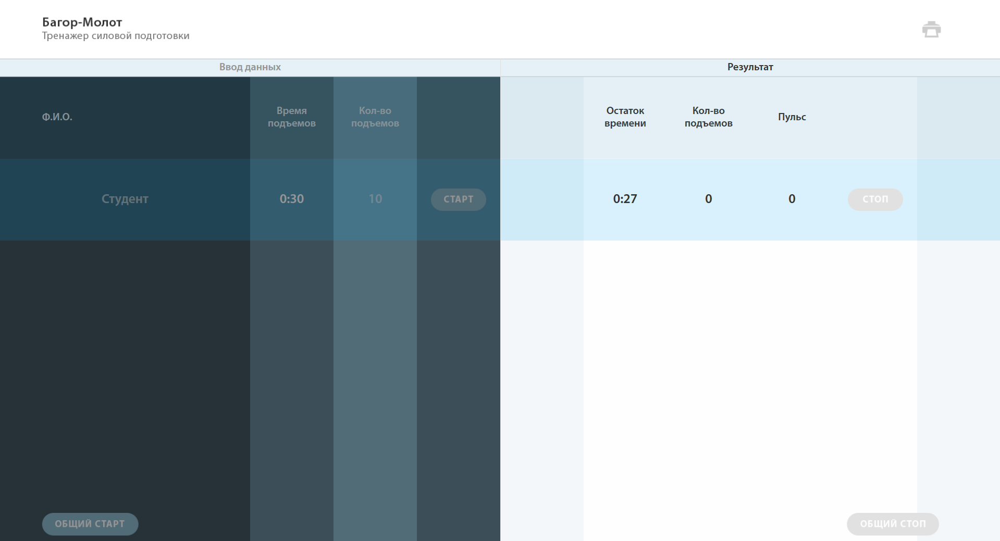 Багор-Молот
Тренажер силовой подготовки
Ввод данных
Результат
Ф.И.О.
Время
подъемов
Кол-во
подъемов
Остаток
времени
Кол-во
подъемов
Пульс
Студент
0:30
10
СТАРТ
0:27
0
0
СТОП
ОБЩИЙ СТАРТ
ОБЩИЙ СТОП